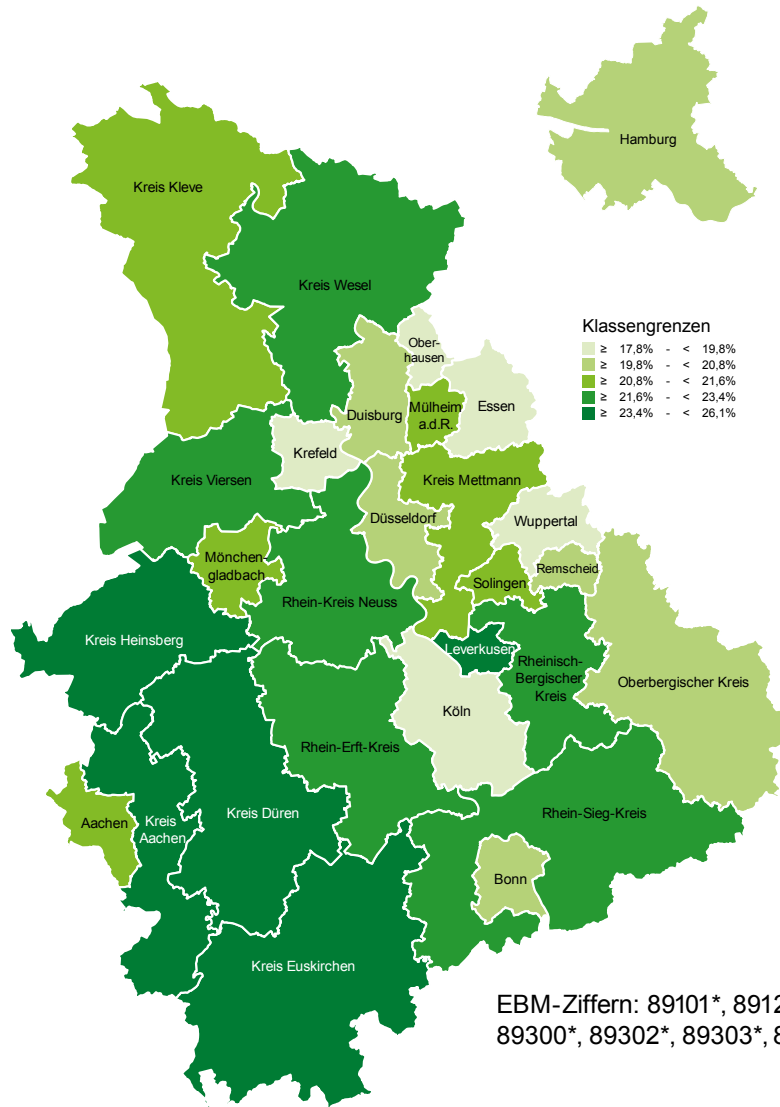 Hamburg
Kreis Kleve
Kreis Wesel
Klassengrenzen
≥ 17,8% - < 19,8%
≥ 19,8% - < 20,8%
≥ 20,8% - < 21,6%
≥ 21,6% - < 23,4%
≥ 23,4% - < 26,1%
Ober-
hausen
Duisburg
Mülheim
a.d.R.
Essen
Krefeld
Kreis Viersen
Kreis Mettmann
Düsseldorf
Wuppertal
Mönchen-
gladbach
Remscheid
Solingen
Rhein-Kreis Neuss
Kreis Heinsberg
Leverkusen
Rheinisch-
Bergischer
Kreis
Oberbergischer Kreis
Köln
Rhein-Erft-Kreis
Kreis Düren
Rhein-Sieg-Kreis
Aachen
Kreis
Aachen
Bonn
Kreis Euskirchen
EBM-Ziffern: 89101*, 8912
89300*, 89302*, 89303*, 8